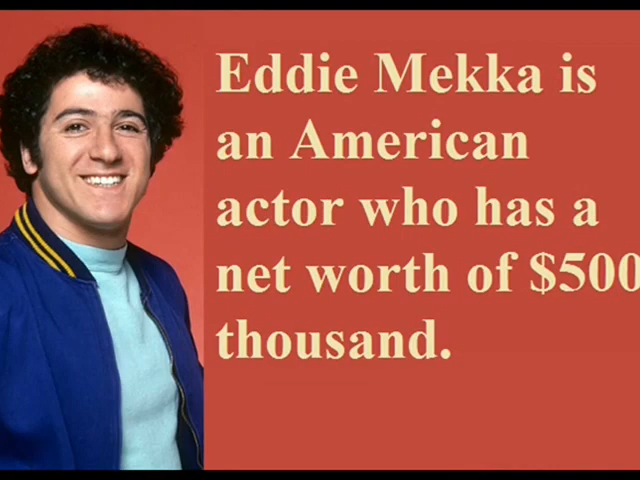 Eddie Mekka is
an American
actor who has a
net worth of $500
thousand.